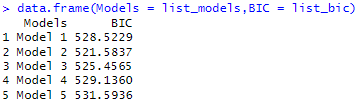 > data.frame(Models = list_models,BIC = list_bic)
Models BIC
1 Model 1 528.5229
2 Model 2 521.5837
3 Model 3 525.4565
4 Model 4 529.1360
5 Model 5 531.5936